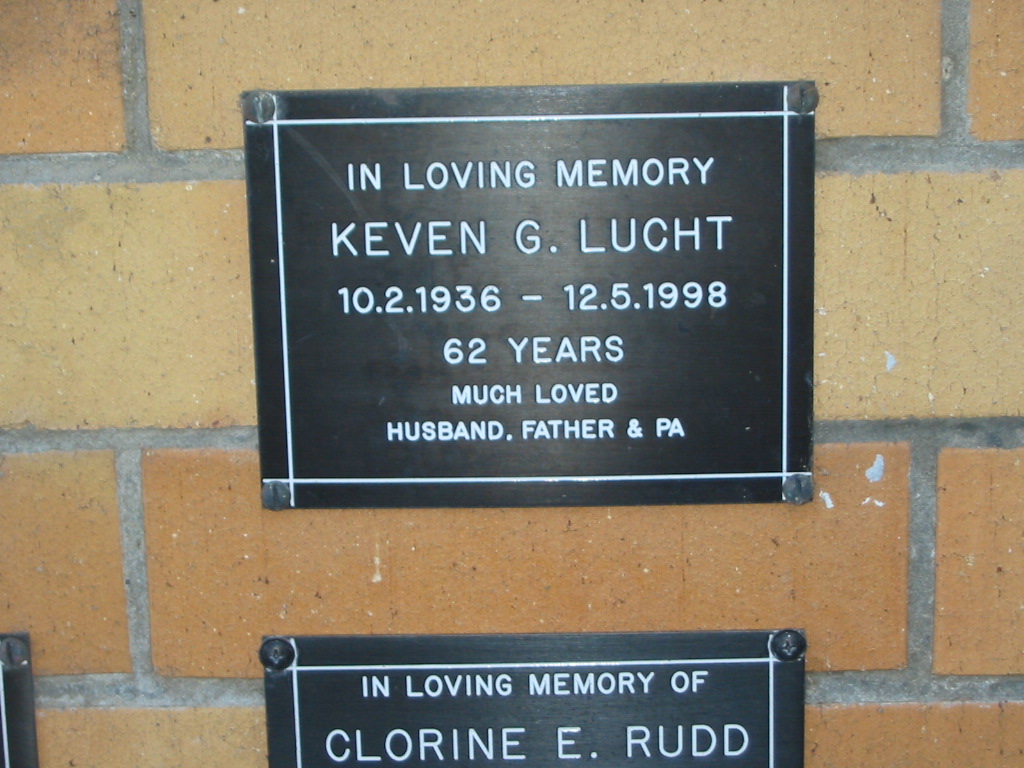 IN LOVING MEMORY
KEVEN G. LUCHT
10.2.1936 - 12.5.1998
62 YEARS
MUCH LOVED
HUSBAND. FATHER & PA
IN LOVING MEMORY OF
CLORINE E. RUDD